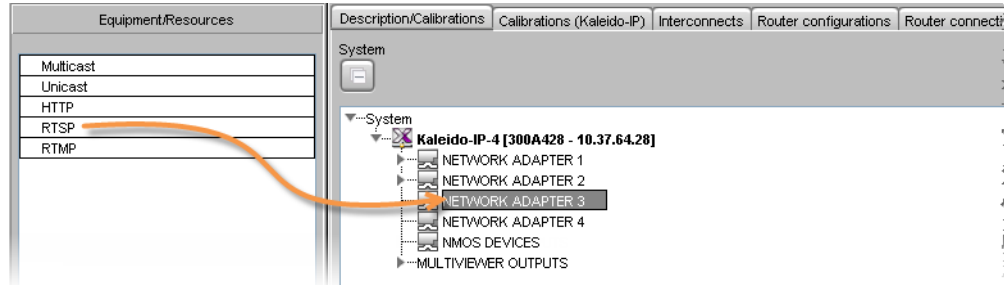 Equipment/Resources
Multicast
Unicast
HTTP
RTSP
RTMP
Description/Calibrations
Calibrations (Kaleido-IP)
Interconnects
Router configurations
Router connecti
System
System
Kaleido-IP-4 [300A428 - 10.37.64.28]
NETWORK ADAPTER 1
NETWORK ADAPTER 2
NETWORK ADAPTER 3
NETWORK ADAPTER 4
NMOS DEVICES
MULTIVIEWER OUTPUTS